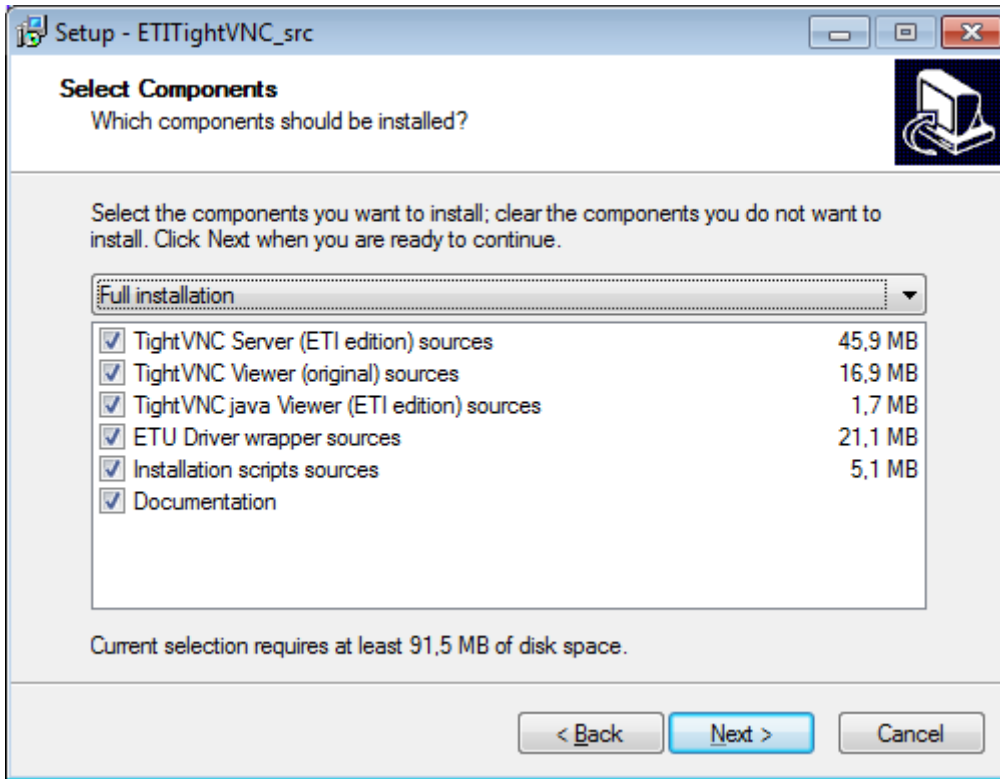 Setup - ETITightVNC_src
Select Components
Which components should be installed?
Select the components you want to install; clear the components you do not want to
install. Click Next when you are ready to continue.
Full installation
TightVNC Server (ETI edition) sources 45,9 MB
TightVNC Viewer (original) sources 16,9 MB
TightVNC java Viewer (ETI edition) sources 1,7 MB
ETU Driver wrapper sources 21,1 MB
Installation scripts sources 5,1 MB
Documentation
Current selection requires at least 91,5 MB of disk space.
< Back Next > Cancel